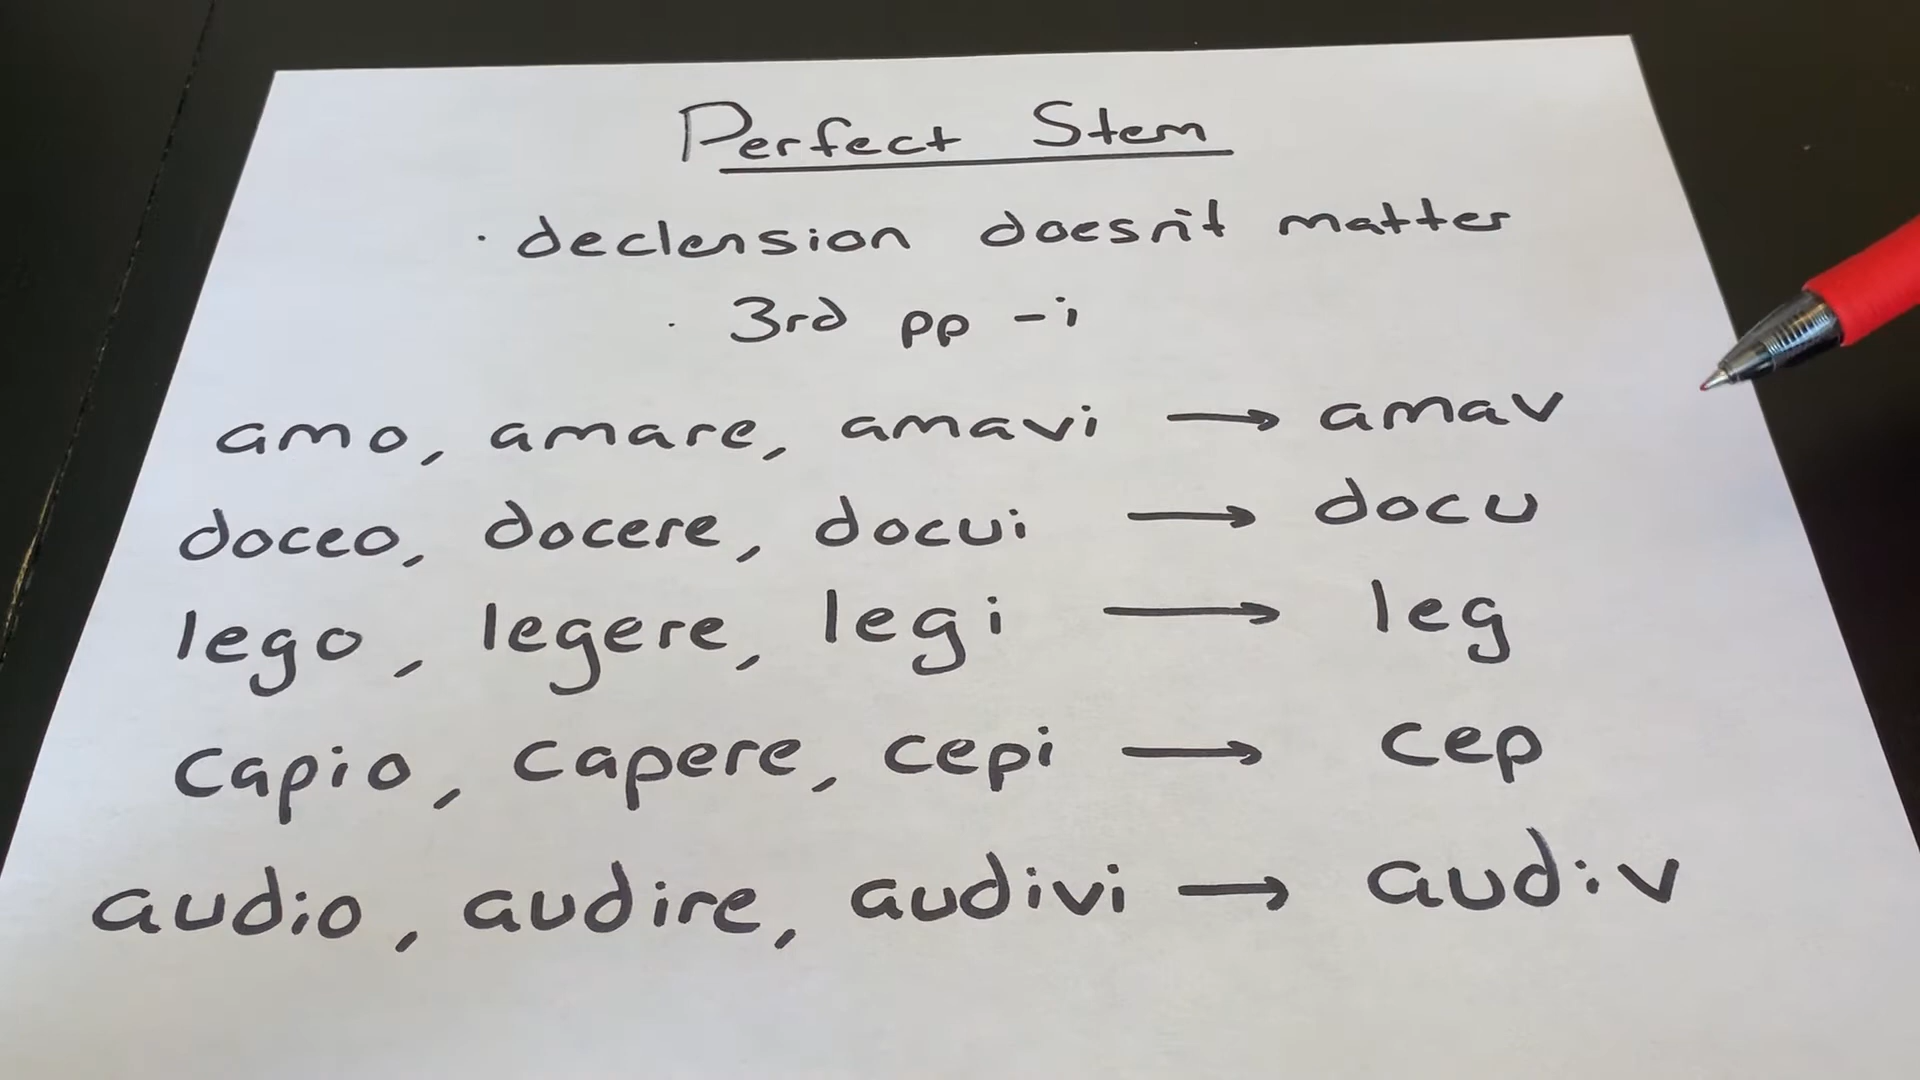 Perfect Stem
· declension doesn't matter
· 3rd pp -i
amo, amare, amavi → amav
doceo, docere, docui → docu
lego, legere, legi → leg
capio, capere, cepi → cep
audio, audire, audivi → audiv